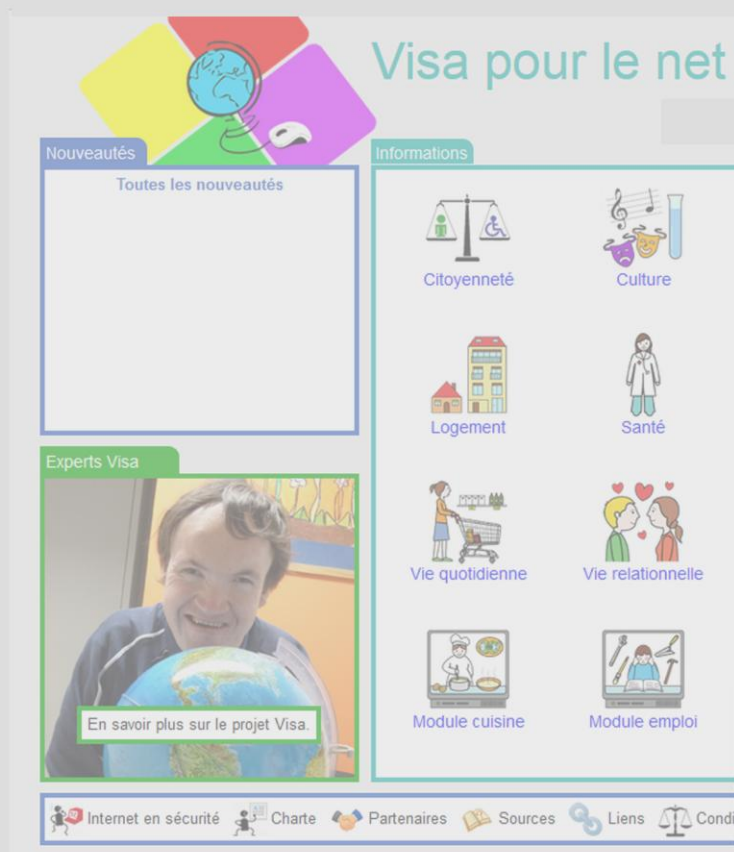 Visa pour le net
Nouveautés
Toutes les nouveautés
Informations
Citoyenneté
Culture
Logement
Santé
Experts Visa
Vie quotidienne
Vie relationnelle
En savoir plus sur le projet Visa.
Module cuisine
Module emploi
Internet en sécurité
Charte
Partenaires
Sources
Liens
Condi